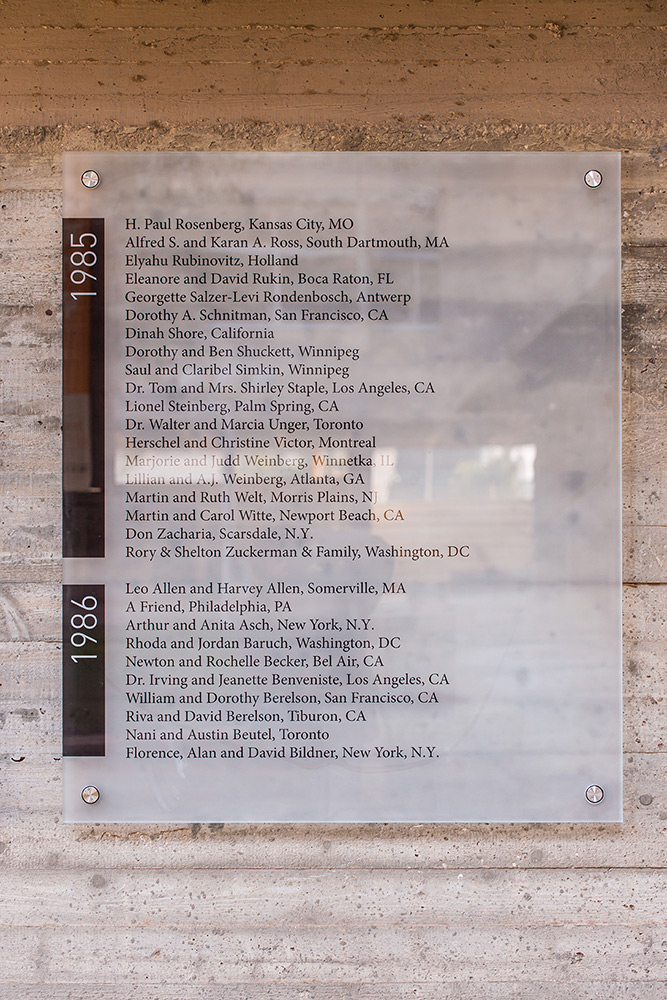 1985
H. Paul Rosenberg, Kansas City, MO
Alfred S. and Karan A. Ross, South Dartmouth, MA
Elyahu Rubinovitz, Holland
Eleanore and David Rukin, Boca Raton, FL
Georgette Salzer-Levi Rondenbosch, Antwerp
Dorothy A. Schnitman, San Francisco, CA
Dinah Shore, California
Dorothy and Ben Shuckett, Winnipeg
Saul and Claribel Simkin, Winnipeg
Dr. Tom and Mrs. Shirley Staple, Los Angeles, CA
Lionel Steinberg, Palm Spring, CA
Dr. Walter and Marcia Unger, Toronto
Herschel and Christine Victor, Montreal
Marjorie and Judd Weinberg, Winnetka, IL
Lillian and A.J. Weinberg, Atlanta, GA
Martin and Ruth Welt, Morris Plains, NJ
Martin and Carol Witte, Newport Beach, CA
Don Zacharia, Scarsdale, N.Y.
Rory & Shelton Zuckerman & Family, Washington, DC
1986
Leo Allen and Harvey Allen, Somerville, MA
A Friend, Philadelphia, PA
Arthur and Anita Asch, New York, N.Y.
Rhoda and Jordan Baruch, Washington, DC
Newton and Rochelle Becker, Bel Air, CA
Dr. Irving and Jeanette Benveniste, Los Angeles, CA
William and Dorothy Berelson, San Francisco, CA
Riva and David Berelson, Tiburon, CA
Nani and Austin Beutel, Toronto
Florence, Alan and David Bildner, New York, N.Y.